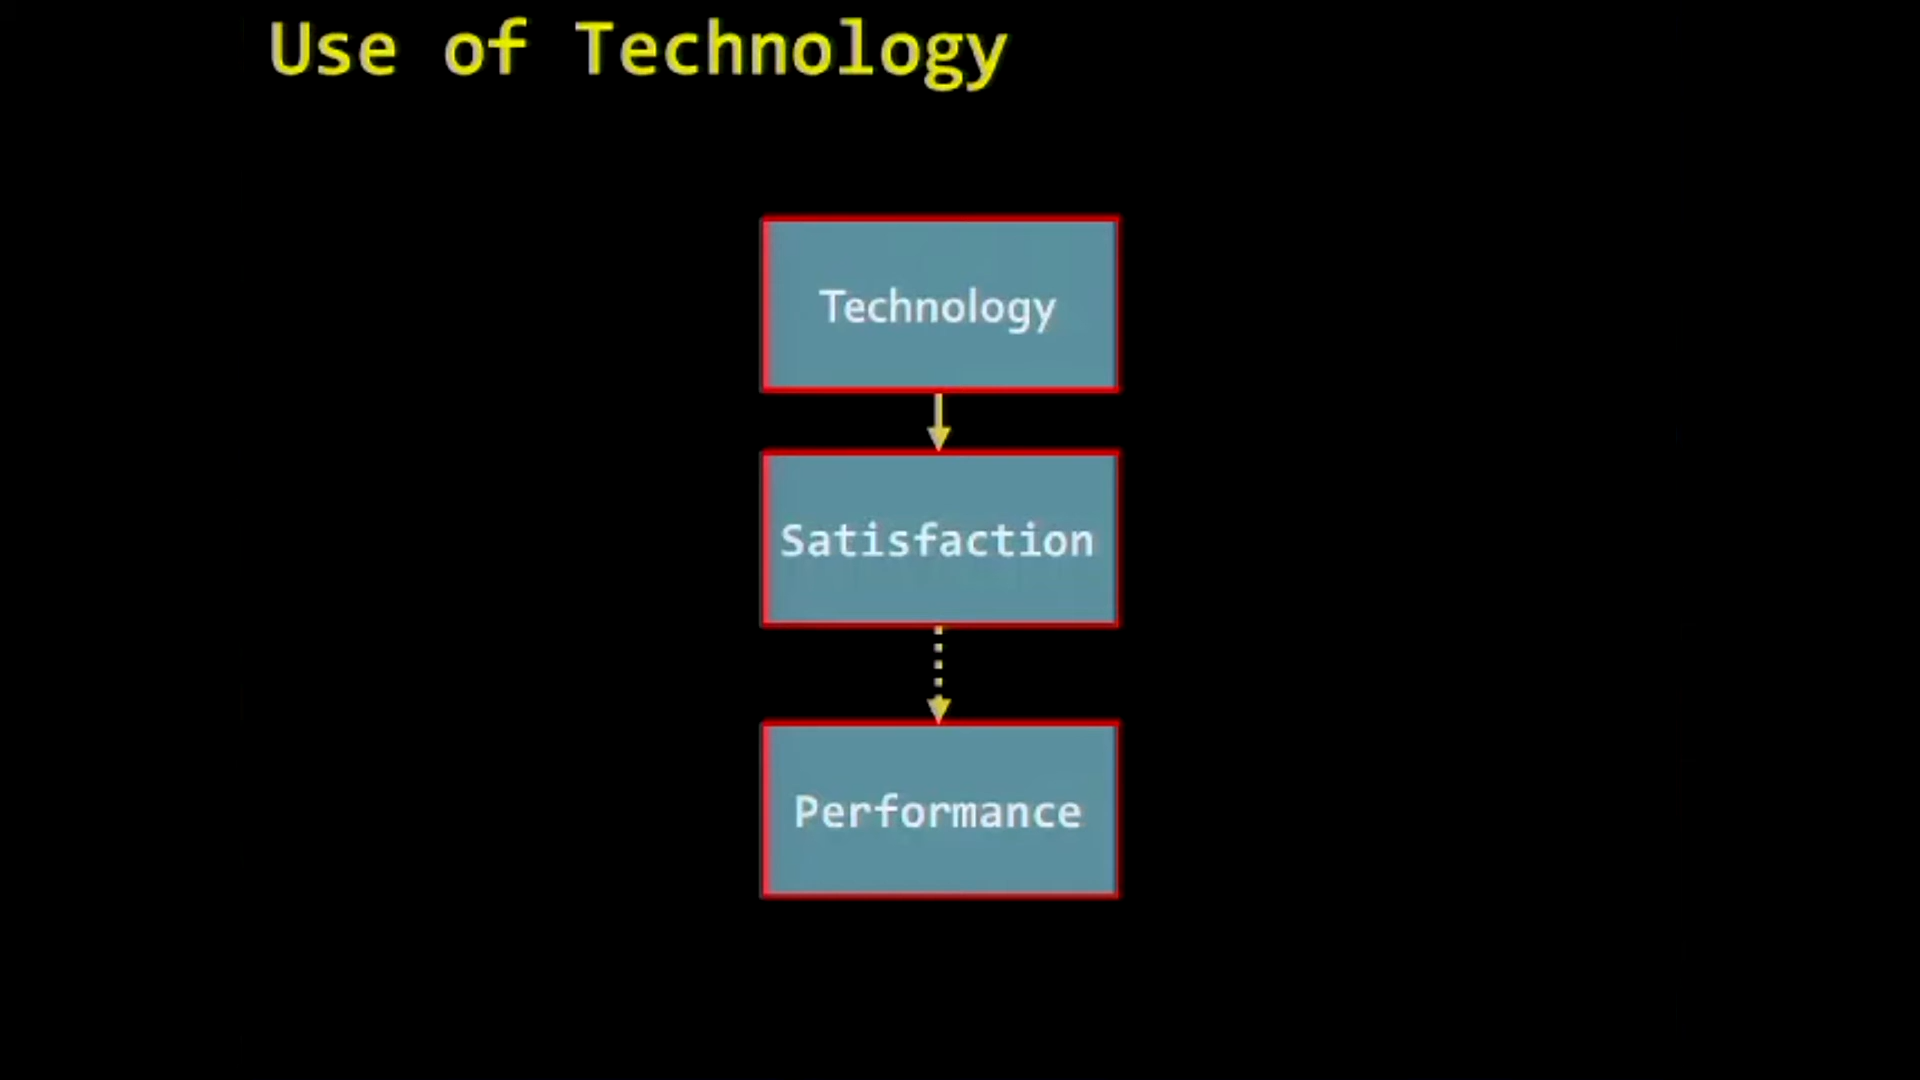 Use of Technology
Technology
Satisfaction
Performance